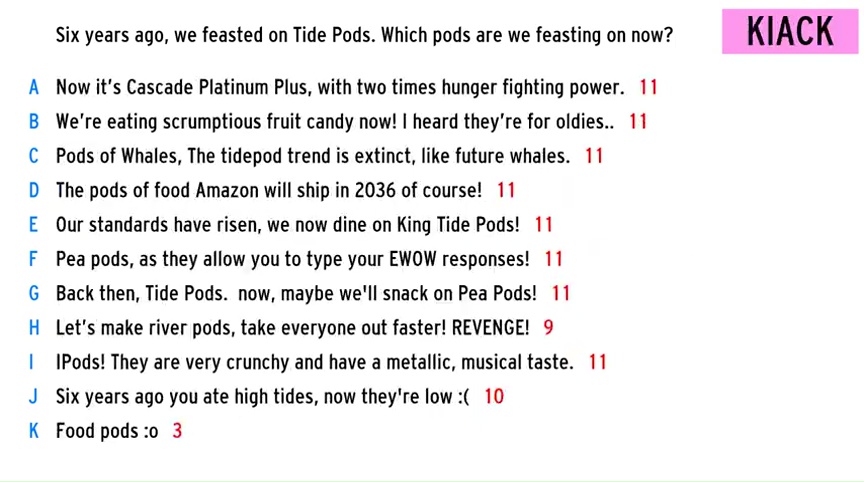 Six years ago, we feasted on Tide Pods. Which pods are we feasting on now?
KIACK
A Now it's Cascade Platinum Plus, with two times hunger fighting power. 11
B We're eating scrumptious fruit candy now! I heard they're for oldies.. 11
C Pods of Whales, The tidepod trend is extinct, like future whales. 11
D The pods of food Amazon will ship in 2036 of course! 11
E Our standards have risen, we now dine on King Tide Pods! 11
F Pea pods, as they allow you to type your EWOW responses! 11
G Back then, Tide Pods.  now, maybe we'll snack on Pea Pods! 11
H Let's make river pods, take everyone out faster! REVENGE! 9
I IPods! They are very crunchy and have a metallic, musical taste. 11
J Six years ago you ate high tides, now they're low :( 10
K Food pods :o 3